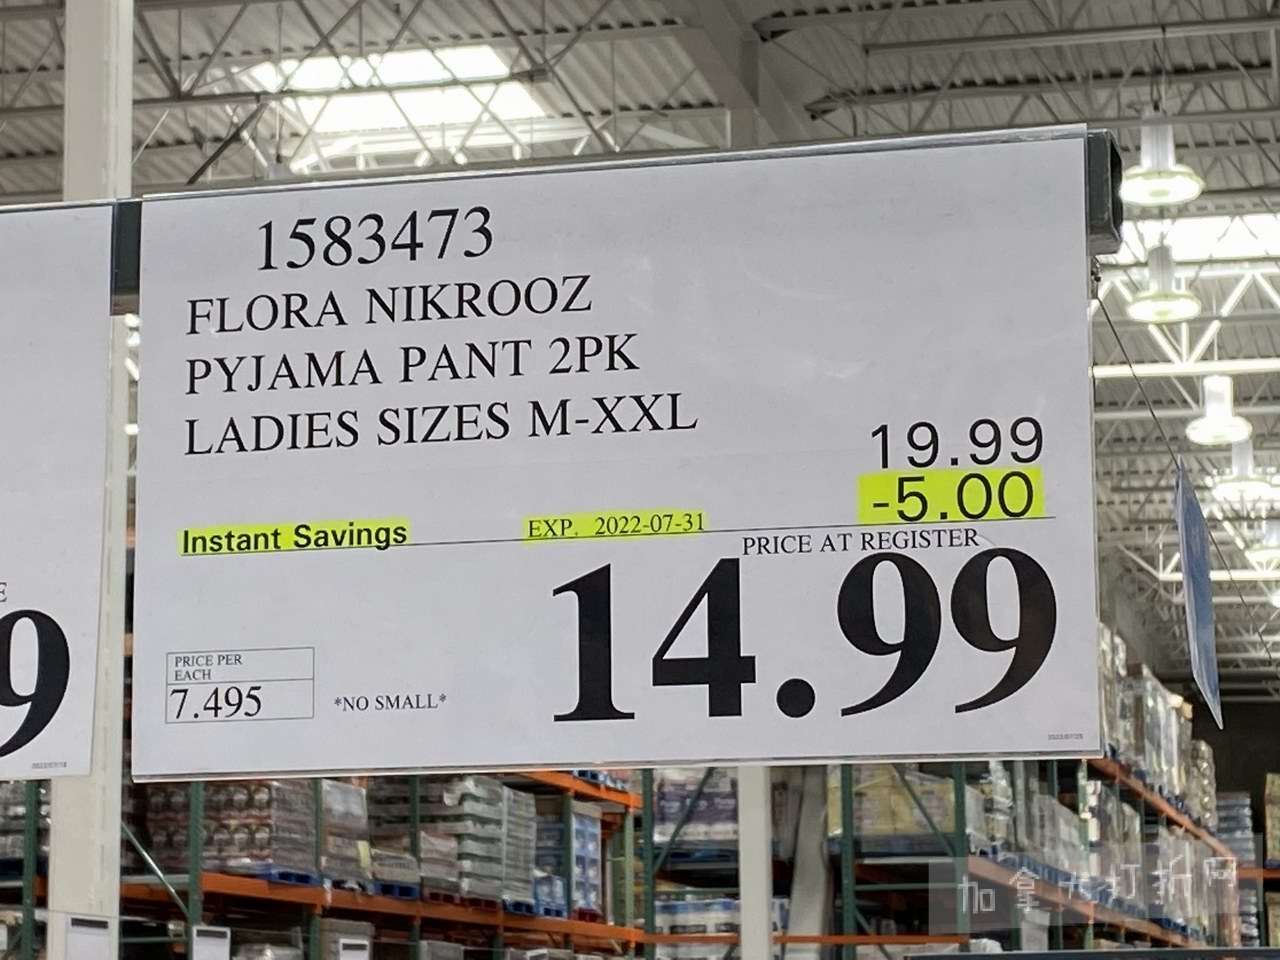 1583473
FLORA NIKROOZ
PYJAMA PANT 2PK
LADIES SIZES M-XXL
19.99
-5.00
Instant Savings EXP. 2022-07-31
PRICE AT REGISTER
14.99
PRICE PER
EACH
7.495
*NO SMALL*
E
9
加拿大打折网